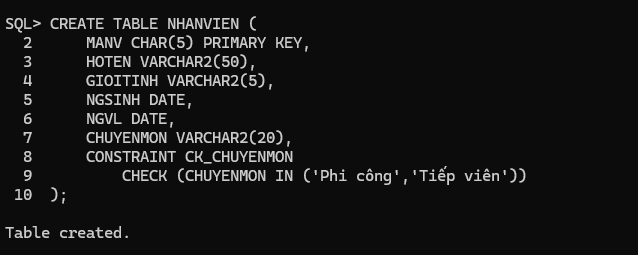 SQL> CREATE TABLE NHANVIEN (
  2      MANV CHAR(5) PRIMARY KEY,
  3      HOTEN VARCHAR2(50),
  4      GIOITINH VARCHAR2(5),
  5      NGSINH DATE,
  6      NGVL DATE,
  7      CHUYENMON VARCHAR2(20),
  8      CONSTRAINT CK_CHUYENMON
  9          CHECK (CHUYENMON IN ('Phi công','Tiếp viên'))
 10  );
Table created.